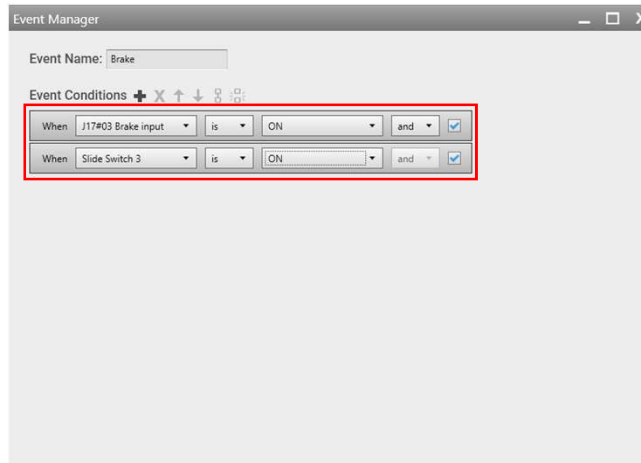 Event Manager
Event Name: Brake
Event Conditions
When J17#03 Brake input is ON and
When Slide Switch 3 is ON and